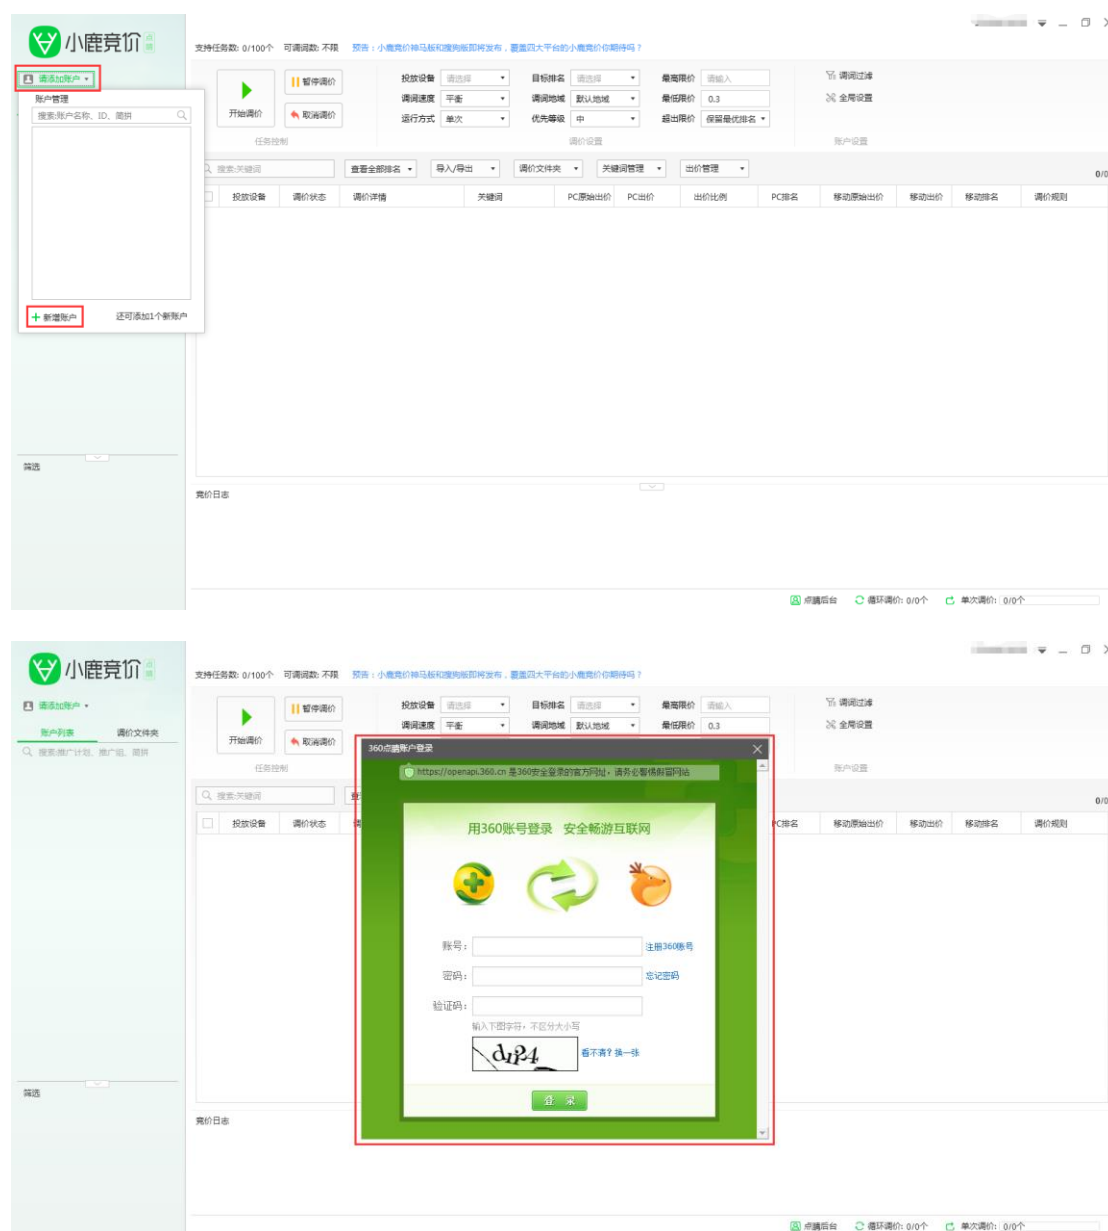 小鹿竞价 点睛
支持任务数: 0/100个 可调词数: 不限 预告：小鹿竞价神马版和搜狗版即将发布，覆盖四大平台的小鹿竞价你期待吗？
请添加账户
账户管理
搜索:账户名称、ID、简拼
新增账户 还可添加1个新账户
开始调价 暂停调价 取消调价
任务控制
投放设备 请选择 目标排名 请选择 最高限价 请输入
调词速度 平衡 调词地域 默认地域 最低限价 0.3
运行方式 单次 优先等级 中 超出限价 保留最优排名
调价设置
调词过滤
全局设置
账户设置
搜索:关键词 查看全部排名 导入/导出 调价文件夹 关键词管理 出价管理
0/0
投放设备 调价状态 调价详情 关键词 PC原始出价 PC出价 出价比例 PC排名 移动原始出价 移动出价 移动排名 调价规则
筛选
竞价日志
点睛后台 循环调价: 0/0个 单次调价: 0/0个
小鹿竞价 点睛
支持任务数: 0/100个 可调词数: 不限 预告：小鹿竞价神马版和搜狗版即将发布，覆盖四大平台的小鹿竞价你期待吗？
请添加账户
账户列表 调价文件夹
搜索:推广计划、推广组、简拼
开始调价 暂停调价 取消调价
任务控制
投放设备 请选择 目标排名 请选择 最高限价 请输入
调词速度 平衡 调词地域 默认地域 最低限价 0.3
调词过滤
全局设置
账户设置
搜索:关键词
0/0
投放设备 调价状态 PC排名 移动原始出价 移动出价 移动排名 调价规则
360点睛账户登录
https://openapi.360.cn 是360安全登录的官方网址，请务必警惕假冒网站
用360账号登录 安全畅游互联网
账号： 注册360账号
密码： 忘记密码
验证码：
输入下图字符，不区分大小写
看不清？换一张
登 录
筛选
竞价日志
点睛后台 循环调价: 0/0个 单次调价: 0/0个